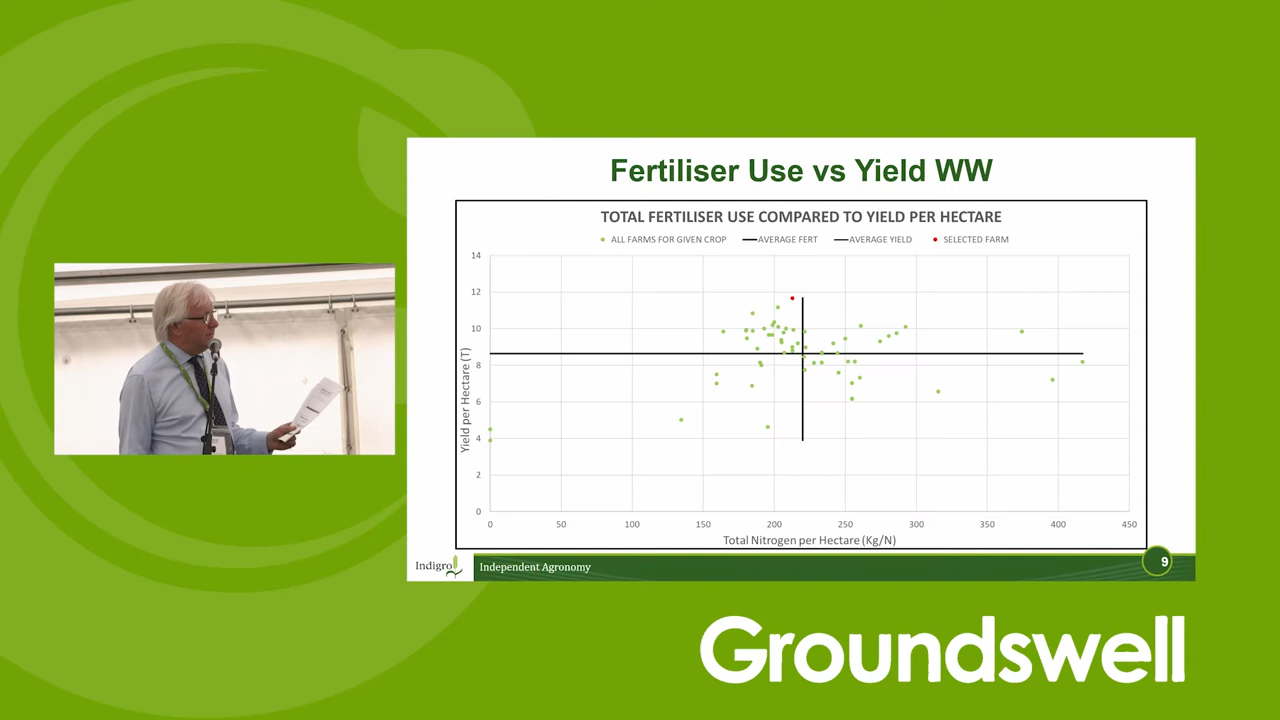 Fertiliser Use vs Yield WW
TOTAL FERTILISER USE COMPARED TO YIELD PER HECTARE
ALL FARMS FOR GIVEN CROP AVERAGE FERT AVERAGE YIELD SELECTED FARM
14
12
10
8
6
4
2
0
Yield per Hectare (T)
0 50 100 150 200 250 300 350 400 450
Total Nitrogen per Hectare (Kg/N)
Indigro Independent Agronomy 9
Groundswell